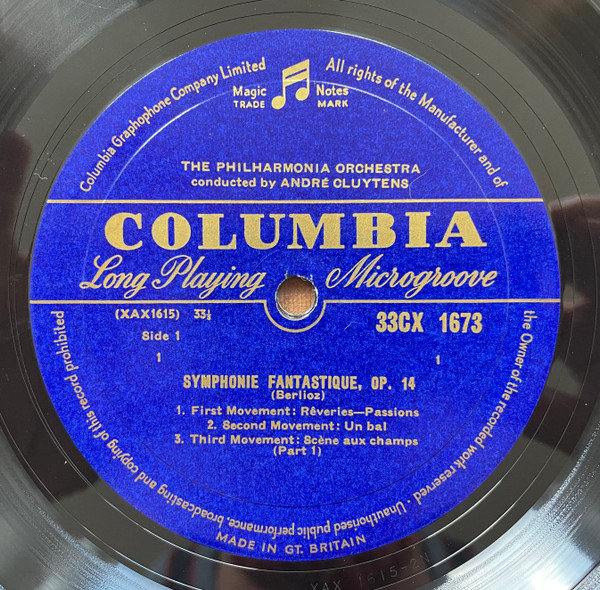 Columbia Graphophone Company Limited
All rights of the Manufacturer and of
the Owner of the recorded work reserved · Unauthorised public performance, broadcasting and copying of this record prohibited
Magic Notes
TRADE MARK
THE PHILHARMONIA ORCHESTRA
conducted by ANDRÉ CLUYTENS
COLUMBIA
Long Playing Microgroove
(XAX1615) 33⅓
33CX 1673
Side 1
1 1
SYMPHONIE FANTASTIQUE, OP. 14
(Berlioz)
1. First Movement: Rêveries—Passions
2. Second Movement: Un bal
3. Third Movement: Scène aux champs
(Part 1)
MADE IN GT. BRITAIN
XAX 1615-2